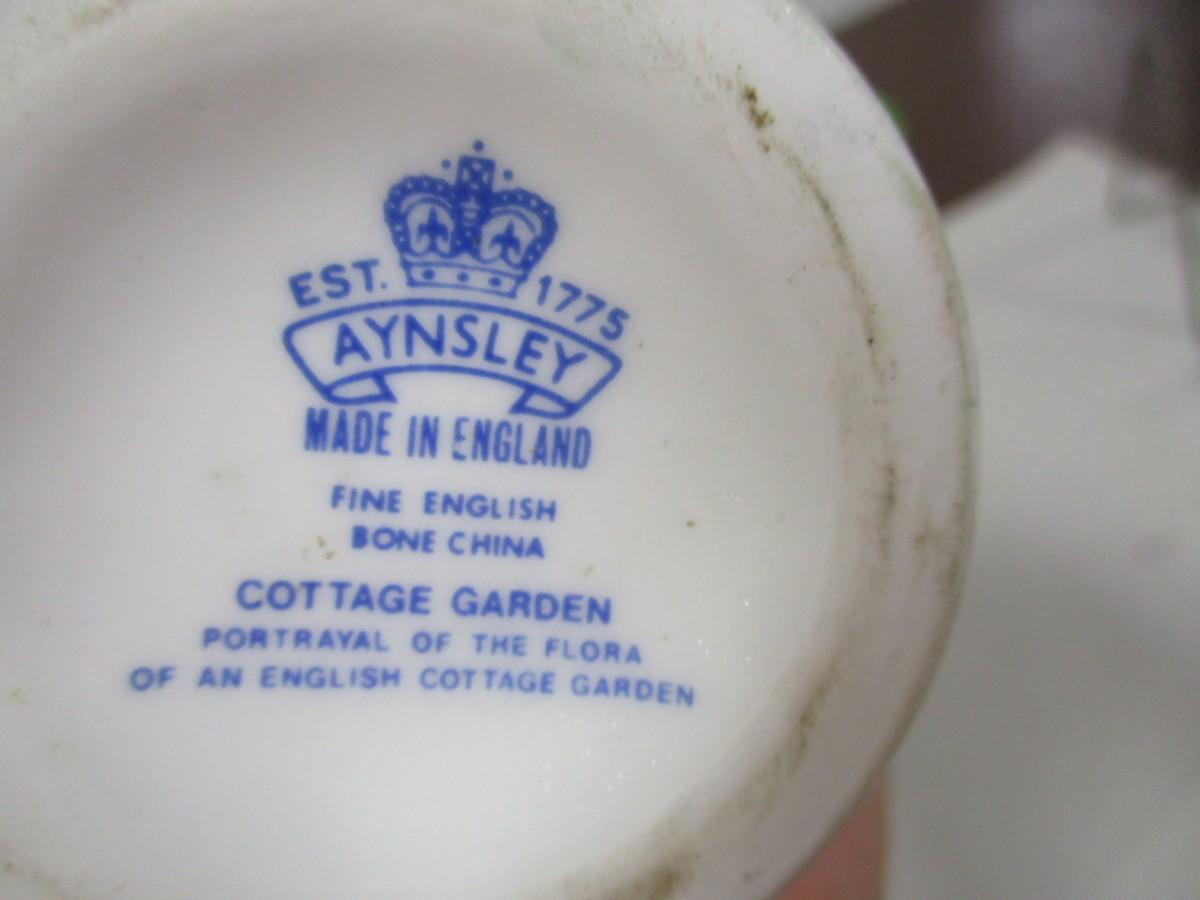 EST. 1775
AYNSLEY
MADE IN ENGLAND
FINE ENGLISH
BONE CHINA
COTTAGE GARDEN
PORTRAYAL OF THE FLORA
OF AN ENGLISH COTTAGE GARDEN